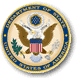 DEPARTMENT OF STATE
UNITED STATES OF AMERICA